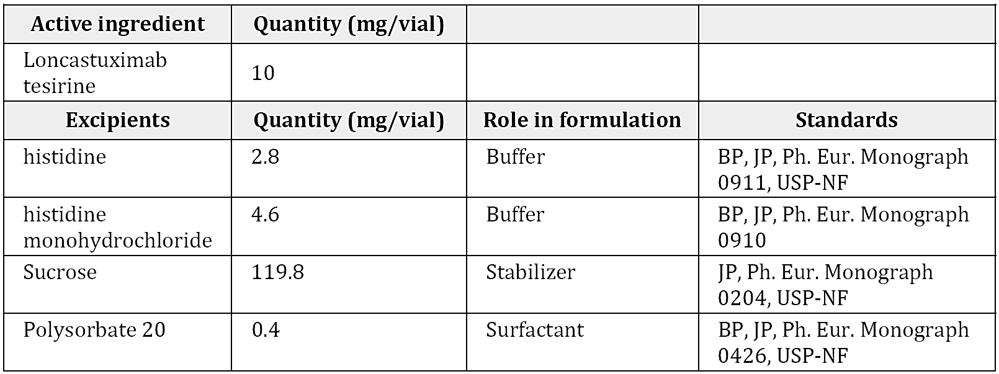 Active ingredient Quantity (mg/vial)
Loncastuximab
tesirine
10
Excipients Quantity (mg/vial) Role in formulation Standards
histidine 2.8 Buffer BP, JP, Ph. Eur. Monograph
0911, USP-NF
histidine 4.6 Buffer BP, JP, Ph. Eur. Monograph
monohydrochloride 0910
Sucrose 119.8 Stabilizer JP, Ph. Eur. Monograph
0204, USP-NF
Polysorbate 20 0.4 Surfactant BP, JP, Ph. Eur. Monograph
0426, USP-NF